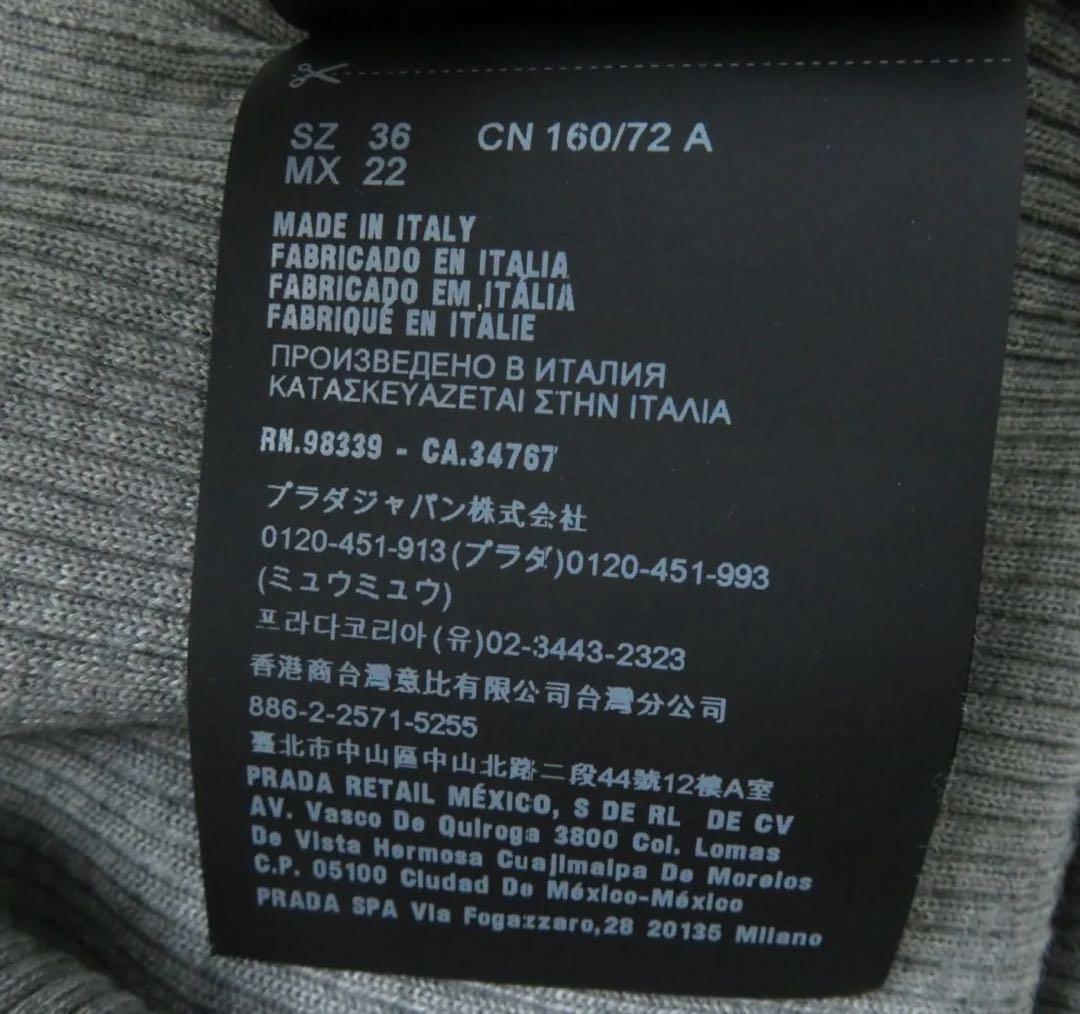 SZ 36 CN 160/72 A
MX 22
MADE IN ITALY
FABRICADO EN ITALIA
FABRICADO EM ITÁLIA
FABRIQUÉ EN ITALIE
ПРОИЗВЕДЕНО В ИТАЛИЯ
ΚΑΤΑΣΚΕΥΑΖΕΤΑΙ ΣΤΗΝ ΙΤΑΛΙΑ
RN.98339 - CA.34767
プラダジャパン株式会社
0120-451-913(プラダ)0120-451-993
(ミュウミュウ)
프라다코리아(유)02-3443-2323
香港商台灣意比有限公司台灣分公司
886-2-2571-5255
臺北市中山區中山北路二段44號12樓A室
PRADA RETAIL MÉXICO, S DE RL DE CV
AV. Vasco De Quiroga 3800 Col. Lomas
De Vista Hermosa Cuajimalpa De Morelos
C.P. 05100 Ciudad De México-México
PRADA SPA Via Fogazzaro,28 20135 Milano